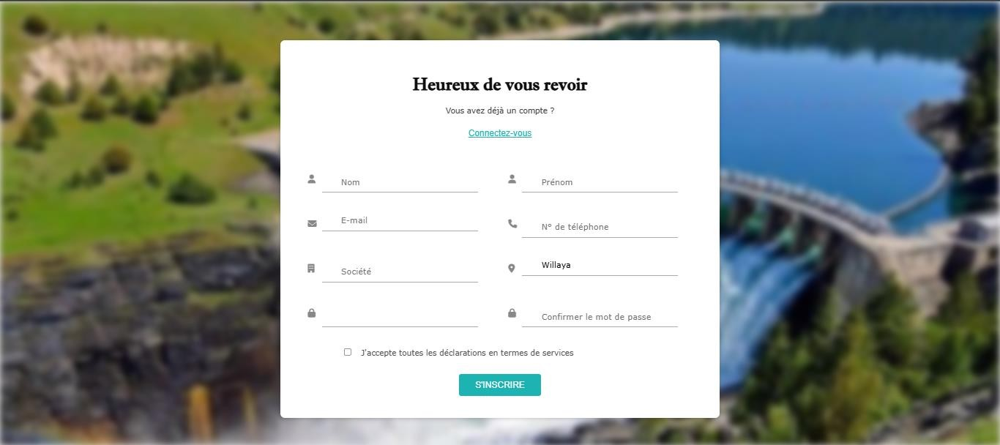 Heureux de vous revoir
Vous avez déjà un compte ?
Connectez-vous
Nom
Prénom
E-mail
N° de téléphone
Société
Willaya
Confirmer le mot de passe
J'accepte toutes les déclarations en termes de services
S'INSCRIRE